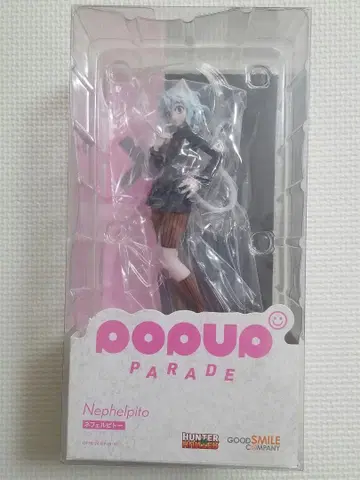 POPUP
PARADE
Nephelpito
ネフェルピトー
HUNTER
HUNTER
GOOD SMILE
COMPANY